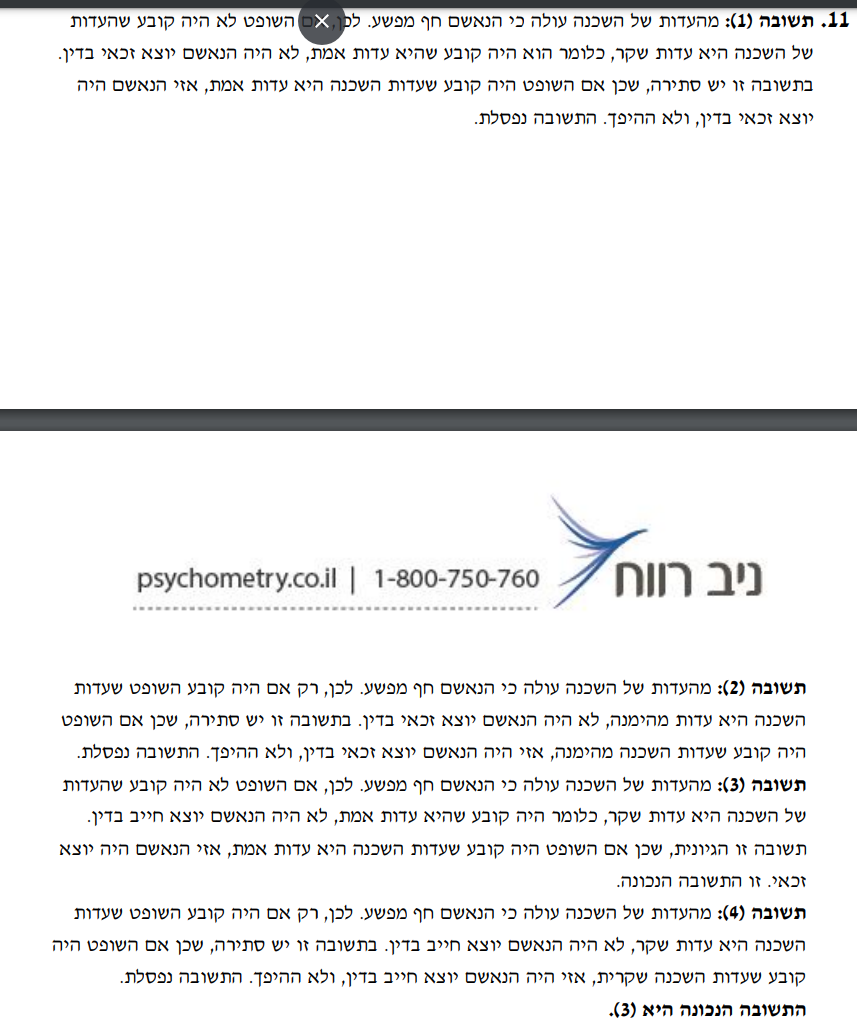 11. תשובה (1): מהעדות של השכנה עולה כי הנאשם חף מפשע. השופט לא היה קובע שהעדות
של השכנה היא עדות שקר, כלומר הוא היה קובע שהיא עדות אמת, לא היה הנאשם יוצא זכאי בדין.
בתשובה זו יש סתירה, שכן אם השופט היה קובע שעדות השכנה היא עדות אמת, אזי הנאשם היה
יוצא זכאי בדין, ולא ההיפך. התשובה נפסלת.
ניב רווח
psychometry.co.il | 1-800-750-760
תשובה (2): מהעדות של השכנה עולה כי הנאשם חף מפשע. לכן, רק אם היה קובע השופט שעדות
השכנה היא עדות מהימנה, לא היה הנאשם יוצא זכאי בדין. בתשובה זו יש סתירה, שכן אם השופט
היה קובע שעדות השכנה מהימנה, אזי היה הנאשם יוצא זכאי בדין, ולא ההיפך. התשובה נפסלת.
תשובה (3): מהעדות של השכנה עולה כי הנאשם חף מפשע. לכן, אם השופט לא היה קובע שהעדות
של השכנה היא עדות שקר, כלומר היה קובע שהיא עדות אמת, לא היה הנאשם יוצא חייב בדין.
תשובה זו הגיונית, שכן אם השופט היה קובע שעדות השכנה היא עדות אמת, אזי הנאשם היה יוצא
זכאי. זו התשובה הנכונה.
תשובה (4): מהעדות של השכנה עולה כי הנאשם חף מפשע. לכן, רק אם היה קובע השופט שעדות
השכנה היא עדות שקר, לא היה הנאשם יוצא חייב בדין. בתשובה זו יש סתירה, שכן אם השופט היה
קובע שעדות השכנה שקרית, אזי היה הנאשם יוצא חייב בדין, ולא ההיפך. התשובה נפסלת.
התשובה הנכונה היא (3).